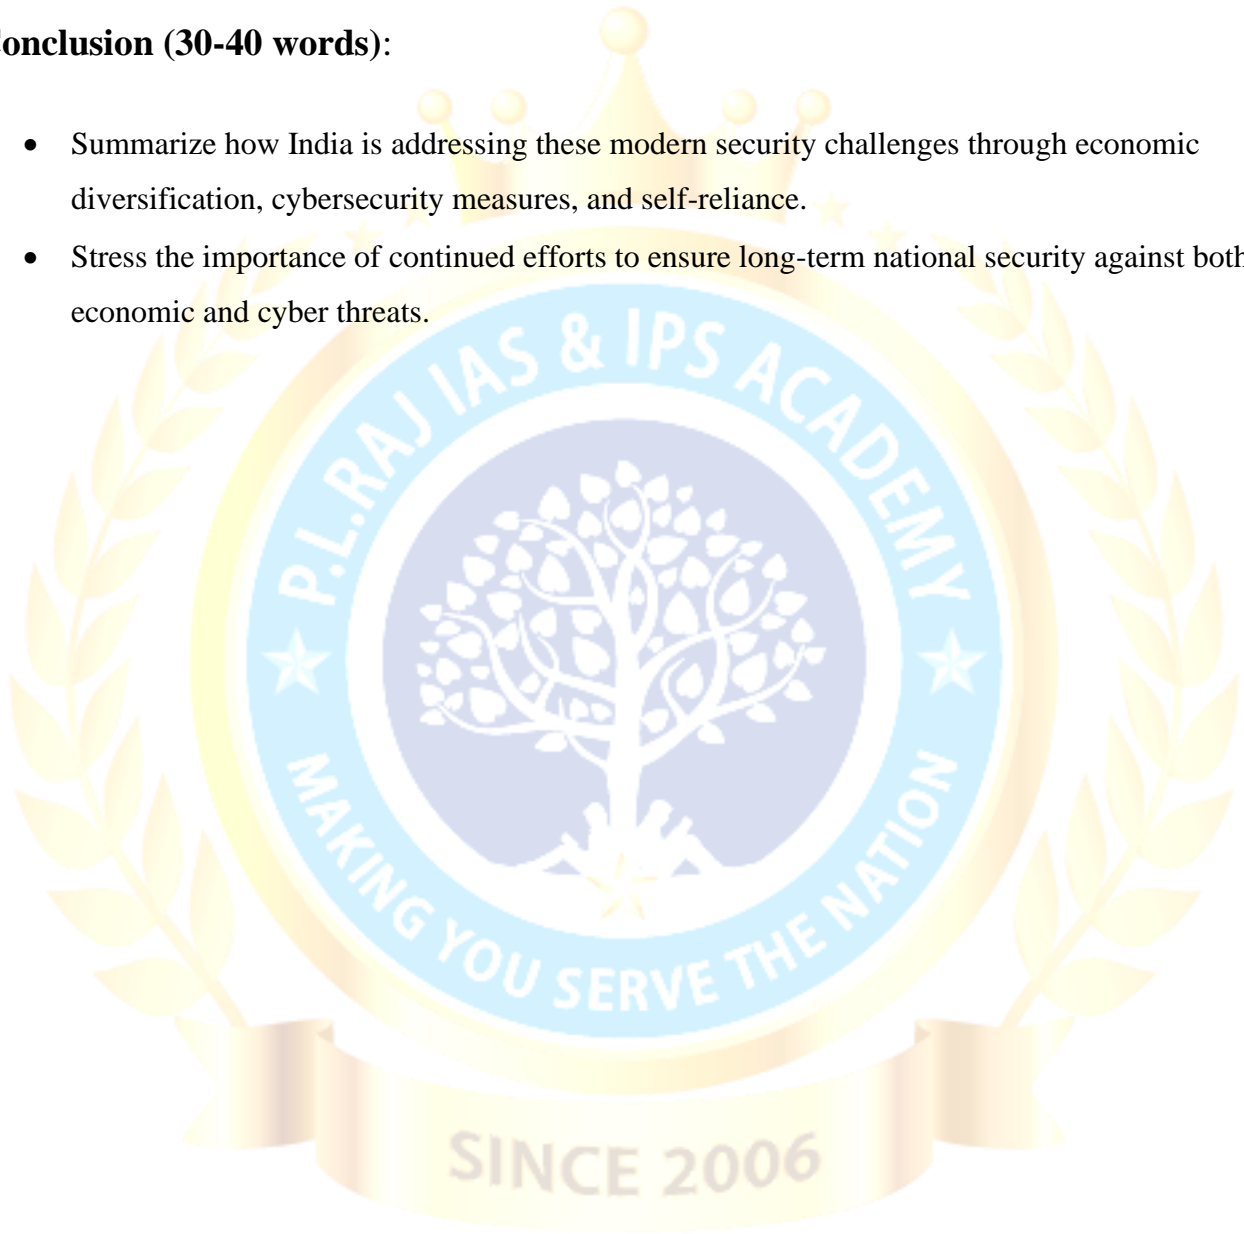 onclusion (30-40 words):
• Summarize how India is addressing these modern security challenges through economic
diversification, cybersecurity measures, and self-reliance.
• Stress the importance of continued efforts to ensure long-term national security against both
economic and cyber threats.
P.L.RAJ IAS & IPS ACADEMY
MAKING YOU SERVE THE NATION
SINCE 2006